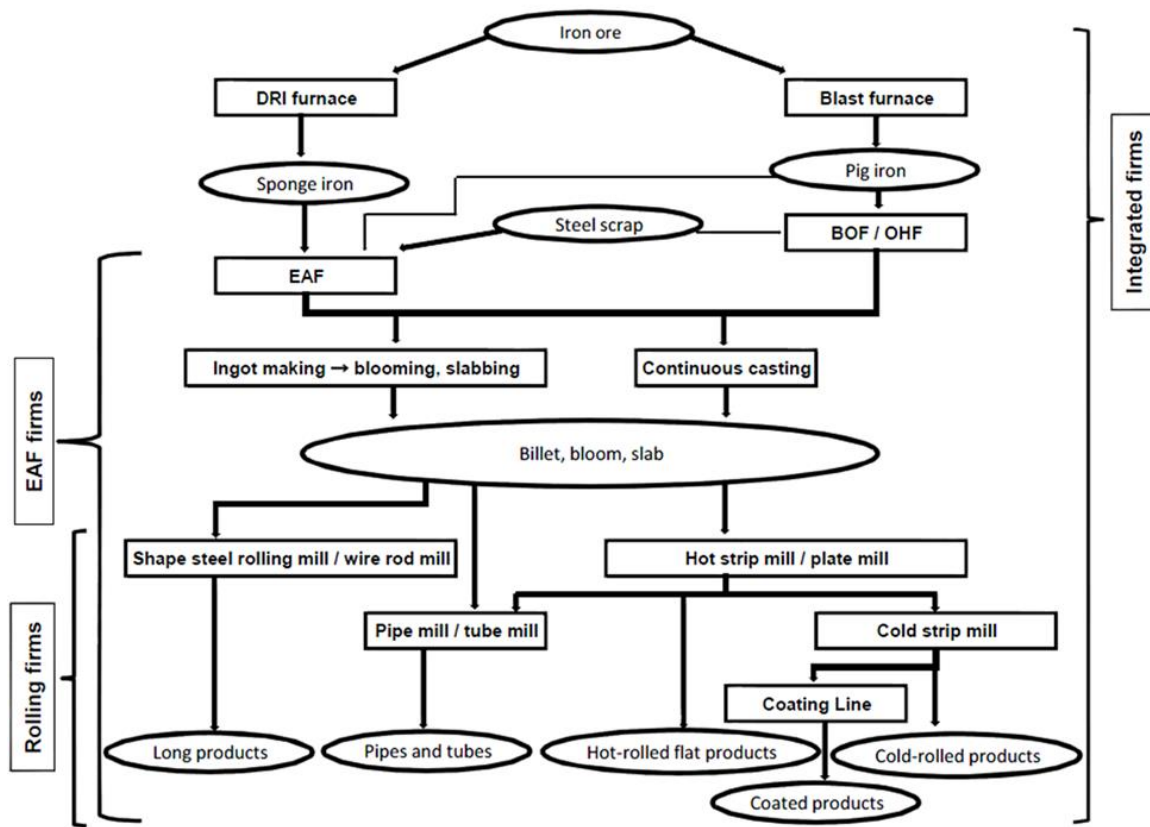 Iron ore
DRI furnace
Blast furnace
Sponge iron
Pig iron
Steel scrap
BOF / OHF
EAF
Ingot making → blooming, slabbing
Continuous casting
Billet, bloom, slab
Shape steel rolling mill / wire rod mill
Hot strip mill / plate mill
Pipe mill / tube mill
Cold strip mill
Coating Line
Long products
Pipes and tubes
Hot-rolled flat products
Cold-rolled products
Coated products
EAF firms
Rolling firms
Integrated firms